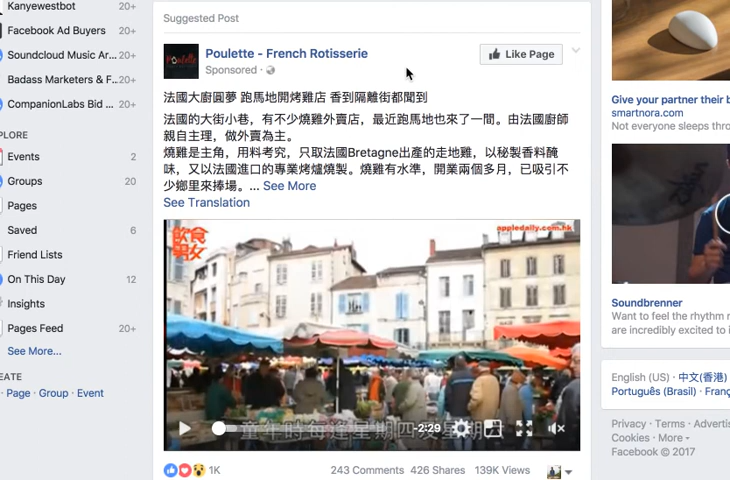 Kanyewestbot 20+
Facebook Ad Buyers 20+
Soundcloud Music Ar... 20+
Badass Marketers & F... 20+
CompanionLabs Bid ... 20+
PLORE
Events 2
Groups 20
Pages
Saved 6
Friend Lists
On This Day 12
Insights
Pages Feed 20+
See More...
EATE
Page · Group · Event
Suggested Post
Poulette
Poulette - French Rotisserie
Sponsored ·
Like Page
法國大廚圓夢 跑馬地開烤雞店 香到隔離街都聞到
法國的大街小巷，有不少燒雞外賣店，最近跑馬地也來了一間。由法國廚師
親自主理，做外賣為主。
燒雞是主角，用料考究，只取法國Bretagne出產的走地雞，以秘製香料醃
味，又以法國進口的專業烤爐燒製。燒雞有水準，開業兩個多月，已吸引不
少鄉里來捧場。... See More
See Translation
飲食
男女
appledaily.com.hk
童年時每逢星期四及星期
-2:29
1K
243 Comments 426 Shares 139K Views
Give your partner their b
smartnora.com
Not everyone sleeps thro
Soundbrenner
Want to feel the rhythm r
are incredibly excited to i
English (US) · 中文(香港)
Português (Brasil) · Franç
Privacy · Terms · Adverti
Cookies · More
Facebook © 2017